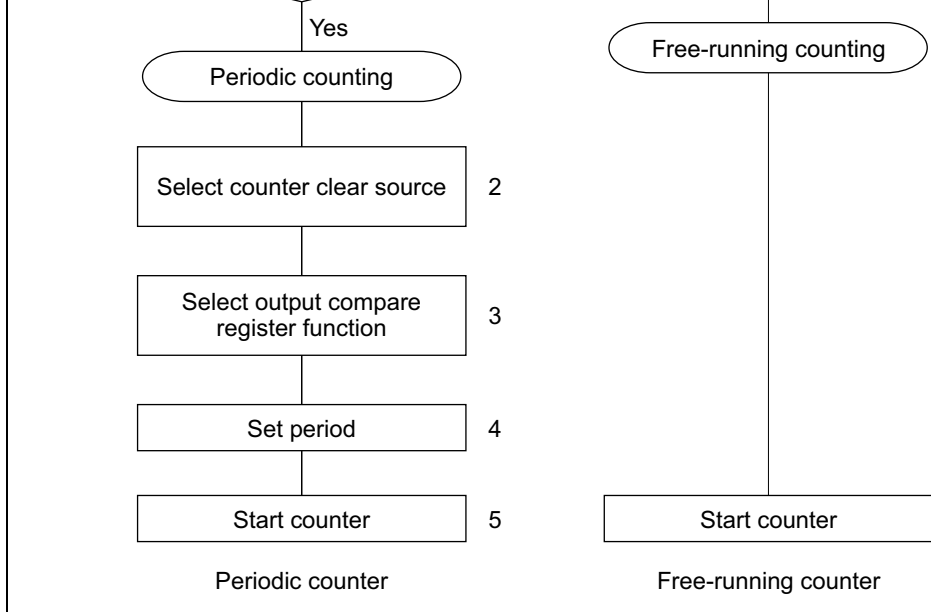 Yes
Periodic counting
Free-running counting
Select counter clear source
2
Select output compare
register function
3
Set period
4
Start counter
5
Start counter
Periodic counter
Free-running counter